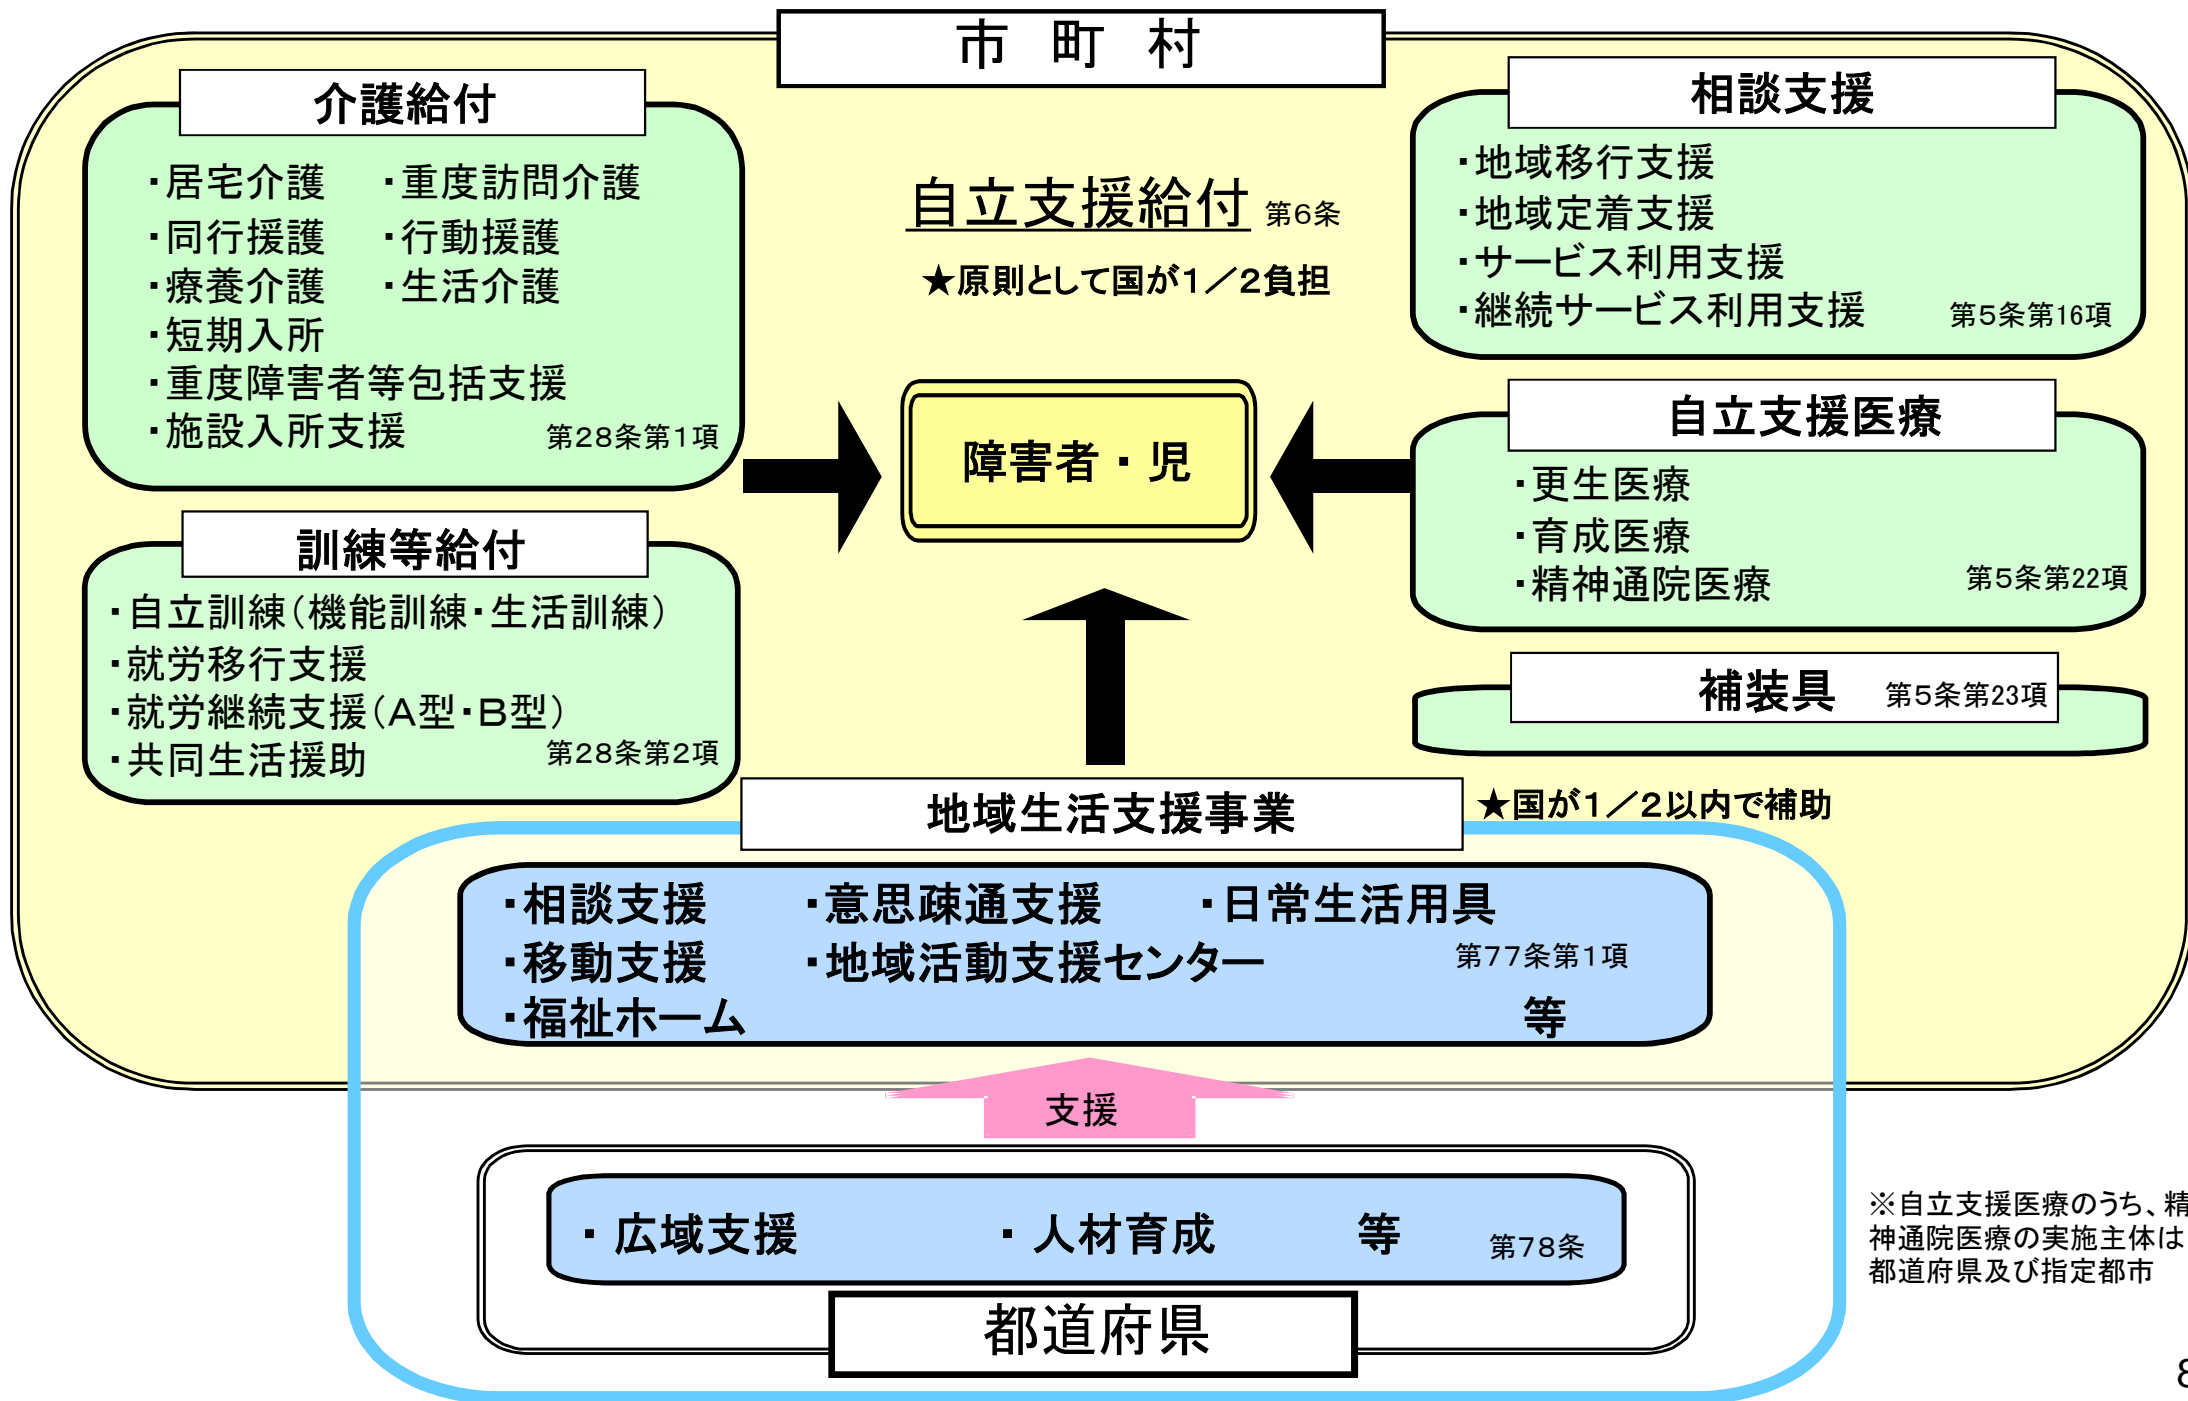 市 町 村
介護給付
・居宅介護 ・重度訪問介護
・同行援護 ・行動援護
・療養介護 ・生活介護
・短期入所
・重度障害者等包括支援
・施設入所支援 第28条第1項
訓練等給付
・自立訓練(機能訓練・生活訓練)
・就労移行支援
・就労継続支援(A型・B型)
・共同生活援助 第28条第2項
自立支援給付 第6条
★原則として国が1/2負担
障害者・児
相談支援
・地域移行支援
・地域定着支援
・サービス利用支援
・継続サービス利用支援 第5条第16項
自立支援医療
・更生医療
・育成医療
・精神通院医療 第5条第22項
補装具 第5条第23項
地域生活支援事業 ★国が1/2以内で補助
・相談支援 ・意思疎通支援 ・日常生活用具
・移動支援 ・地域活動支援センター 第77条第1項
・福祉ホーム 等
支援
・広域支援 ・人材育成 等 第78条
都道府県
※自立支援医療のうち、精
神通院医療の実施主体は
都道府県及び指定都市
8